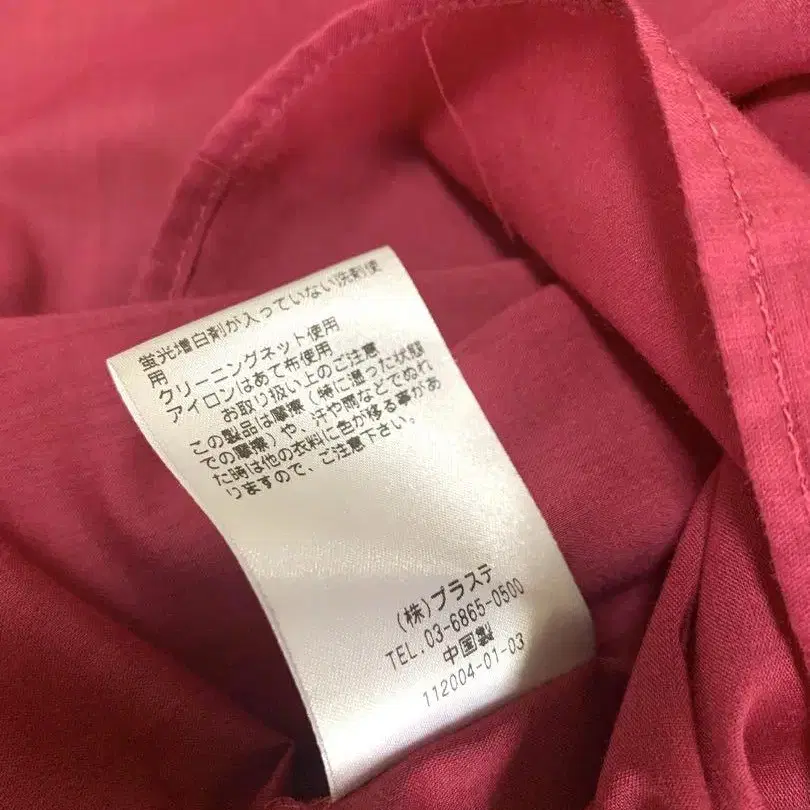 蛍光増白剤が入っていない洗剤使
用
クリーニングネット使用
アイロンはあて布使用
お取り扱い上のご注意
この製品は摩擦（特に湿った状態
での摩擦）や、汗や雨などでぬれ
た時は他の衣料に色が移る事があ
りますので、ご注意下さい。
（株）プラステ
TEL.03-6865-0500
中国製
112004-01-03